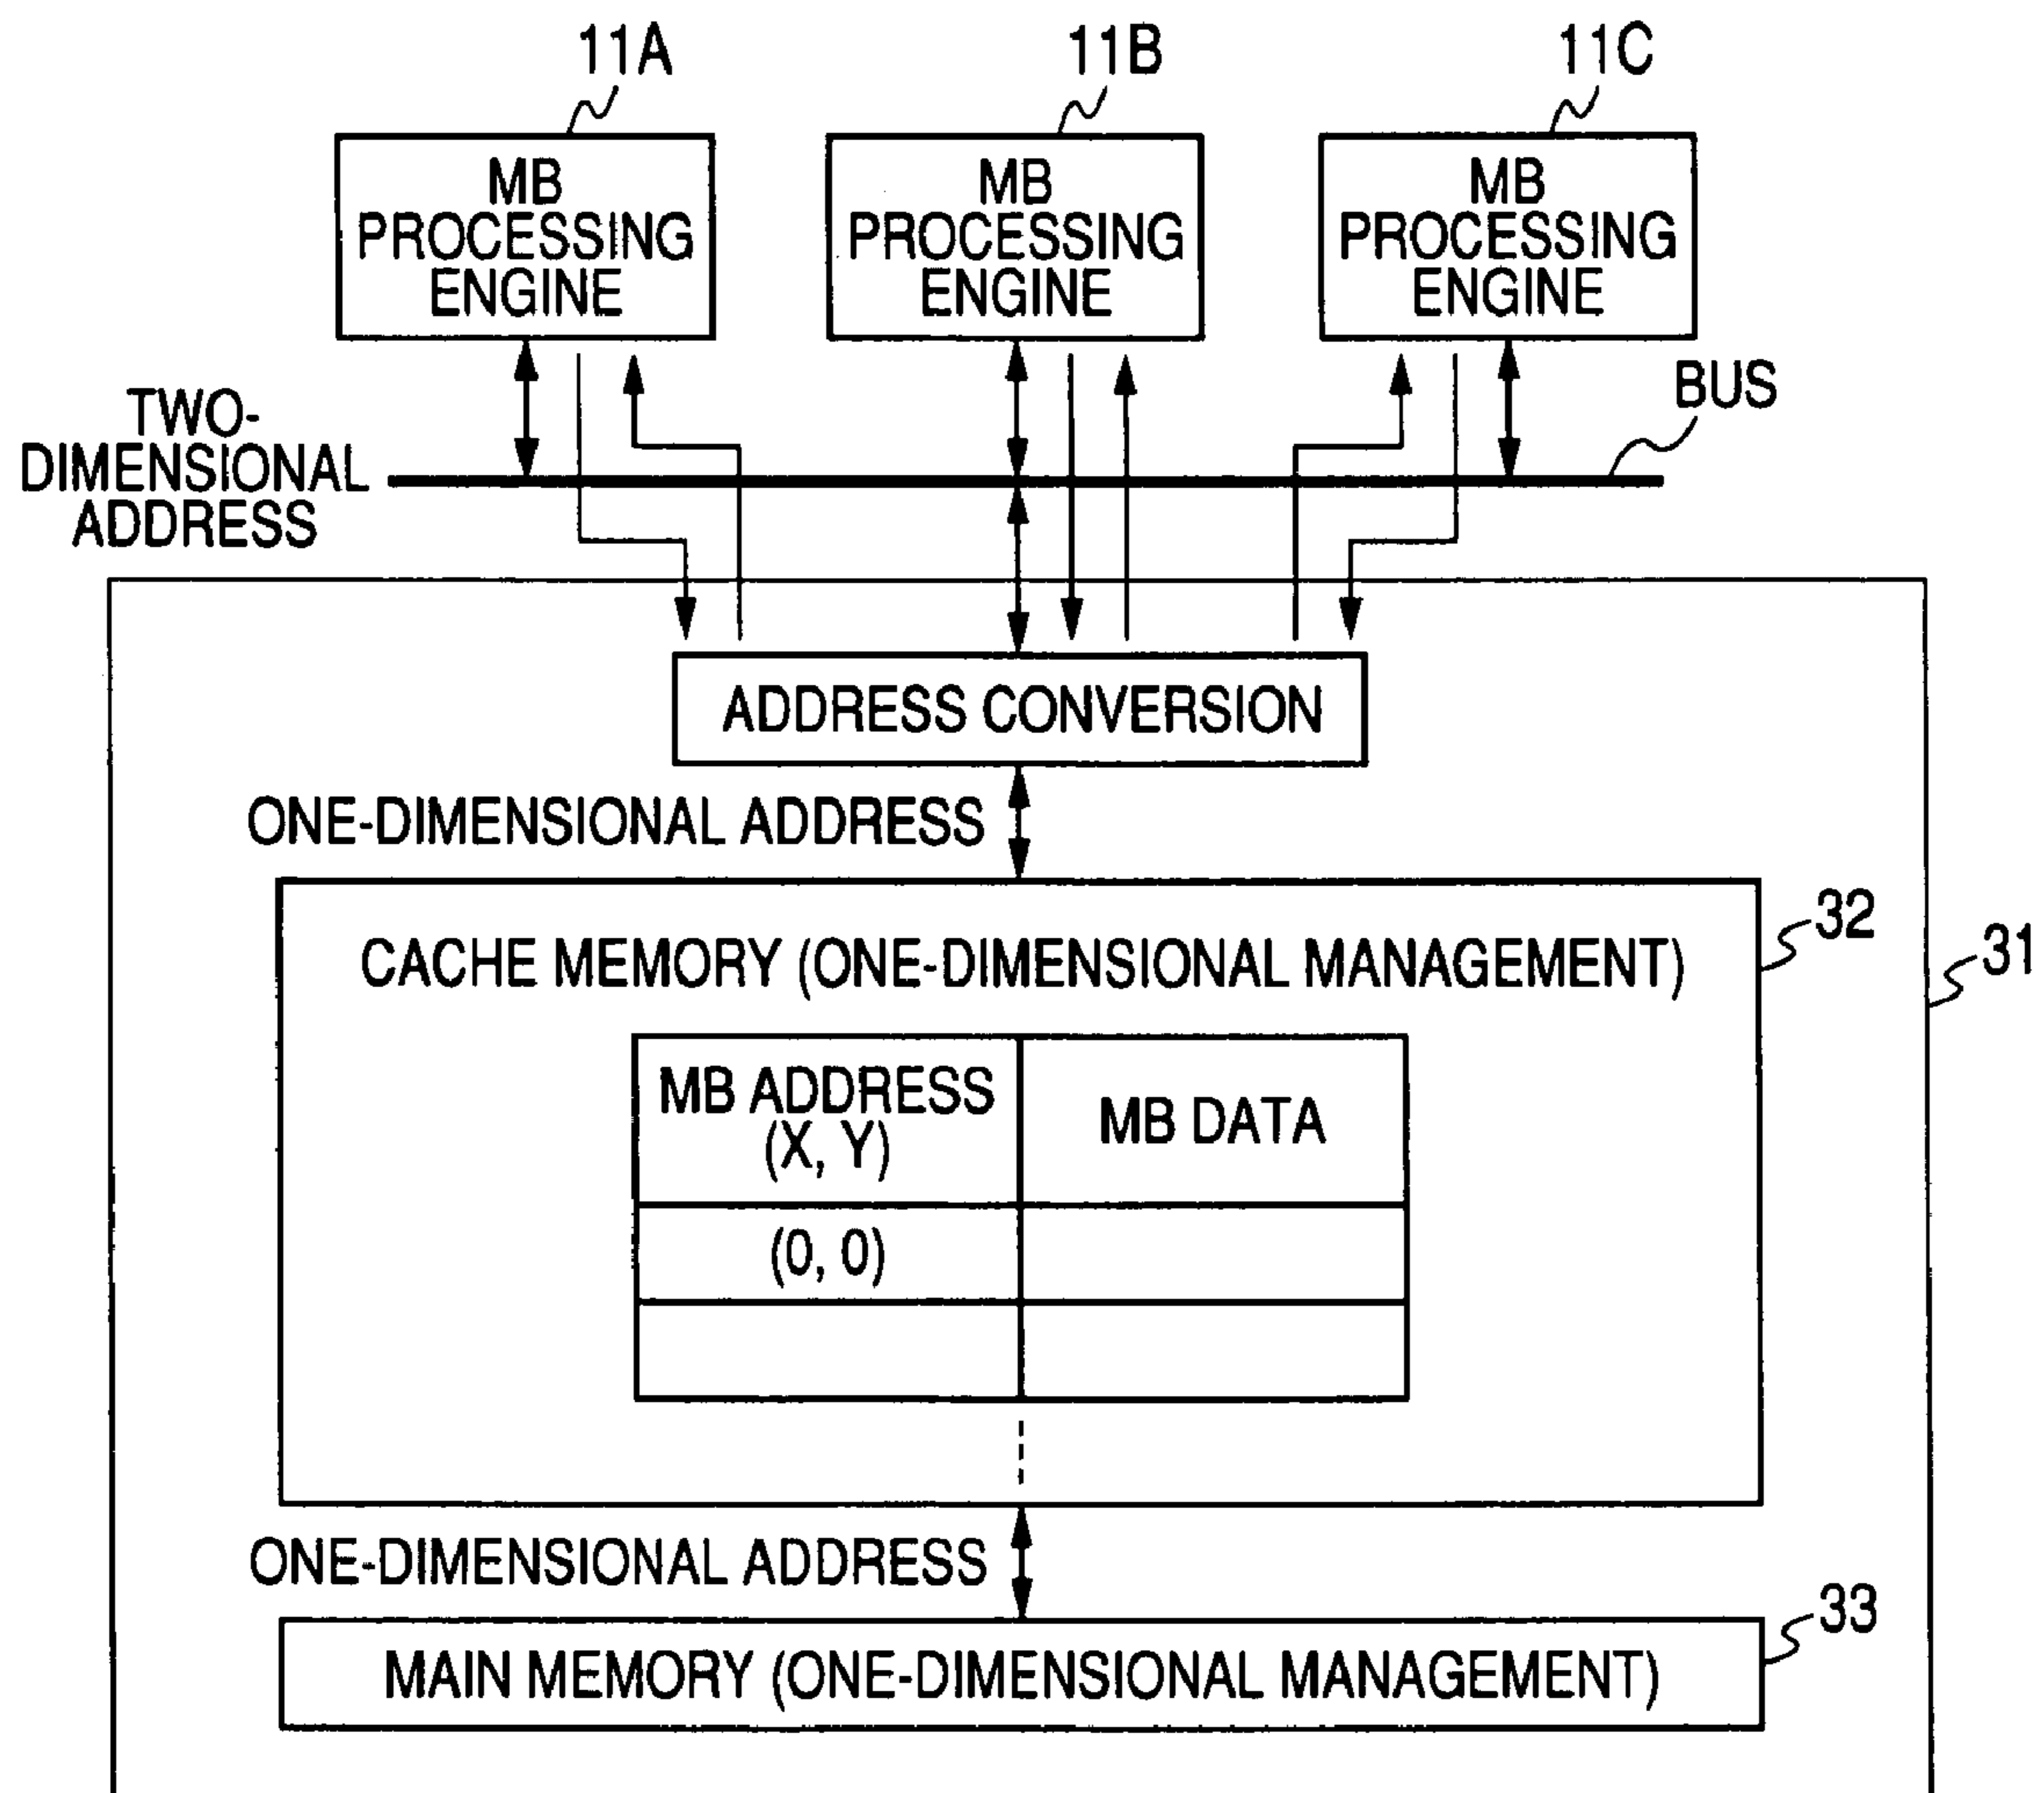 11A
11B
11C
MB
PROCESSING
ENGINE
MB
PROCESSING
ENGINE
MB
PROCESSING
ENGINE
BUS
TWO-
DIMENSIONAL
ADDRESS
ADDRESS CONVERSION
ONE-DIMENSIONAL ADDRESS
32
31
CACHE MEMORY (ONE-DIMENSIONAL MANAGEMENT)
MB ADDRESS
(X, Y)
MB DATA
(0, 0)
ONE-DIMENSIONAL ADDRESS
33
MAIN MEMORY (ONE-DIMENSIONAL MANAGEMENT)